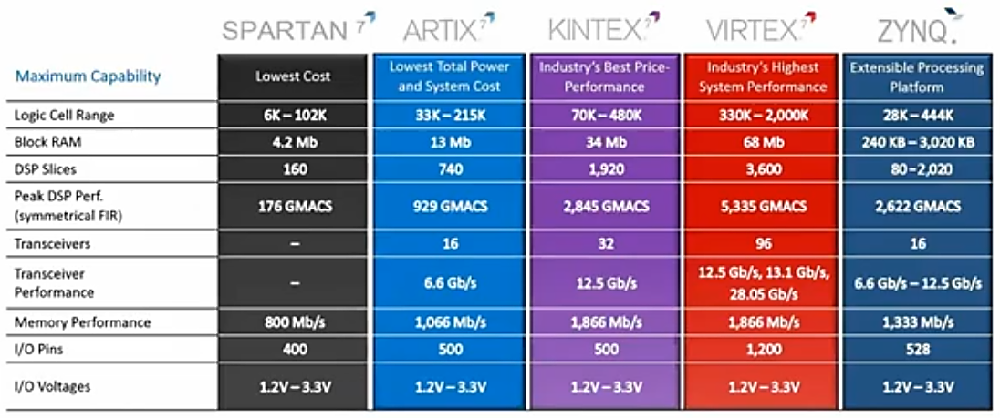 SPARTAN 7 ARTIX 7 KINTEX 7 VIRTEX 7 ZYNQ
Maximum Capability Lowest Cost Lowest Total Power and System Cost Industry's Best Price-Performance Industry's Highest System Performance Extensible Processing Platform
Logic Cell Range 6K – 102K 33K – 215K 70K – 480K 330K – 2,000K 28K – 444K
Block RAM 4.2 Mb 13 Mb 34 Mb 68 Mb 240 KB – 3,020 KB
DSP Slices 160 740 1,920 3,600 80 – 2,020
Peak DSP Perf. (symmetrical FIR) 176 GMACS 929 GMACS 2,845 GMACS 5,335 GMACS 2,622 GMACS
Transceivers – 16 32 96 16
Transceiver Performance – 6.6 Gb/s 12.5 Gb/s 12.5 Gb/s, 13.1 Gb/s, 28.05 Gb/s 6.6 Gb/s – 12.5 Gb/s
Memory Performance 800 Mb/s 1,066 Mb/s 1,866 Mb/s 1,866 Mb/s 1,333 Mb/s
I/O Pins 400 500 500 1,200 528
I/O Voltages 1.2V – 3.3V 1.2V – 3.3V 1.2V – 3.3V 1.2V – 3.3V 1.2V – 3.3V